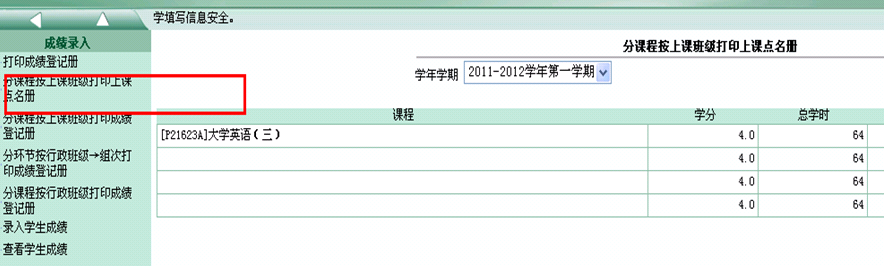 学填写信息安全。
成绩录入
打印成绩登记册
分课程按上课班级打印上课
点名册
分课程按上课班级打印成绩
登记册
分环节按行政班级→组次打
印成绩登记册
分课程按行政班级打印成绩
登记册
录入学生成绩
查看学生成绩
分课程按上课班级打印上课点名册
学年学期 2011-2012学年第一学期
课程 学分 总学时
[P21623A]大学英语(三) 4.0 64
4.0 64
4.0 64
4.0 64